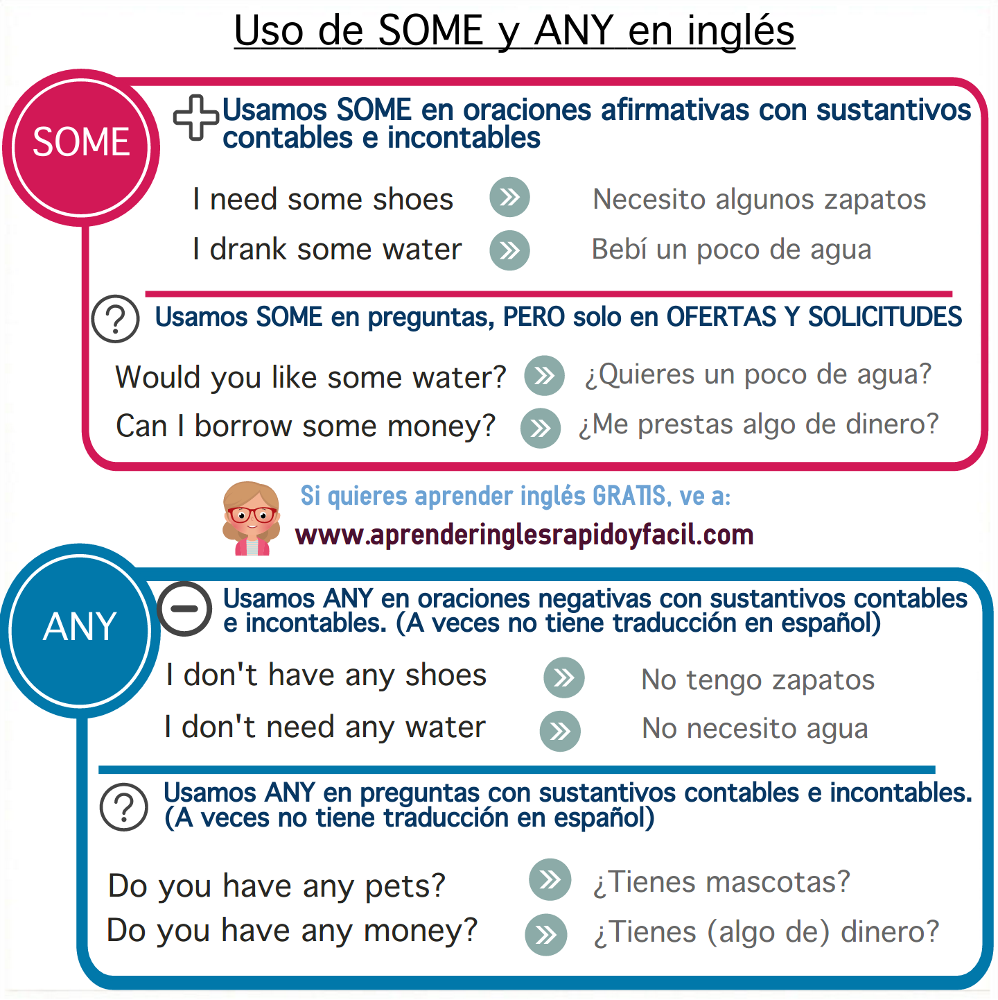 Uso de SOME y ANY en inglés
SOME
Usamos SOME en oraciones afirmativas con sustantivos
contables e incontables
I need some shoes
Necesito algunos zapatos
I drank some water
Bebí un poco de agua
Usamos SOME en preguntas, PERO solo en OFERTAS Y SOLICITUDES
Would you like some water?
¿Quieres un poco de agua?
Can I borrow some money?
¿Me prestas algo de dinero?
Si quieres aprender inglés GRATIS, ve a:
www.aprenderinglesrapidoyfacil.com
ANY
Usamos ANY en oraciones negativas con sustantivos contables
e incontables. (A veces no tiene traducción en español)
I don't have any shoes
No tengo zapatos
I don't need any water
No necesito agua
Usamos ANY en preguntas con sustantivos contables e incontables.
(A veces no tiene traducción en español)
Do you have any pets?
¿Tienes mascotas?
Do you have any money?
¿Tienes (algo de) dinero?